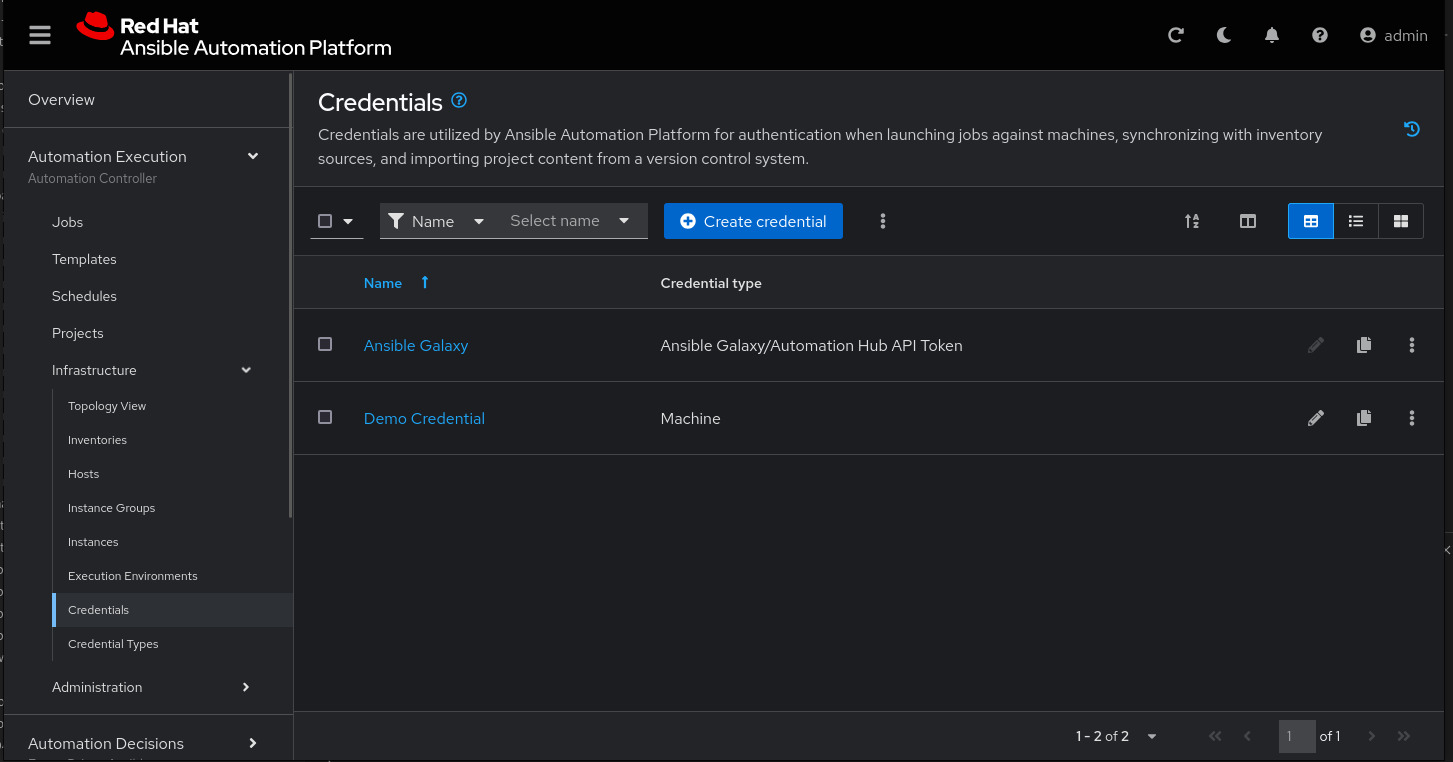 Red Hat
Ansible Automation Platform
admin
Overview
Automation Execution
Automation Controller
Jobs
Templates
Schedules
Projects
Infrastructure
Topology View
Inventories
Hosts
Instance Groups
Instances
Execution Environments
Credentials
Credential Types
Administration
Automation Decisions
Credentials
Credentials are utilized by Ansible Automation Platform for authentication when launching jobs against machines, synchronizing with inventory
sources, and importing project content from a version control system.
Name Select name Create credential
Name Credential type
Ansible Galaxy Ansible Galaxy/Automation Hub API Token
Demo Credential Machine
1 - 2 of 2 1 of 1